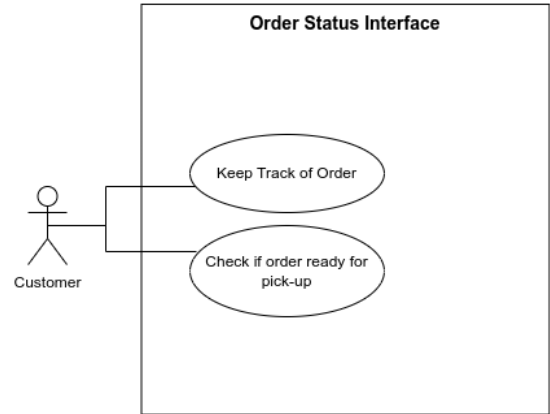 Order Status Interface
Keep Track of Order
Check if order ready for
pick-up
Customer